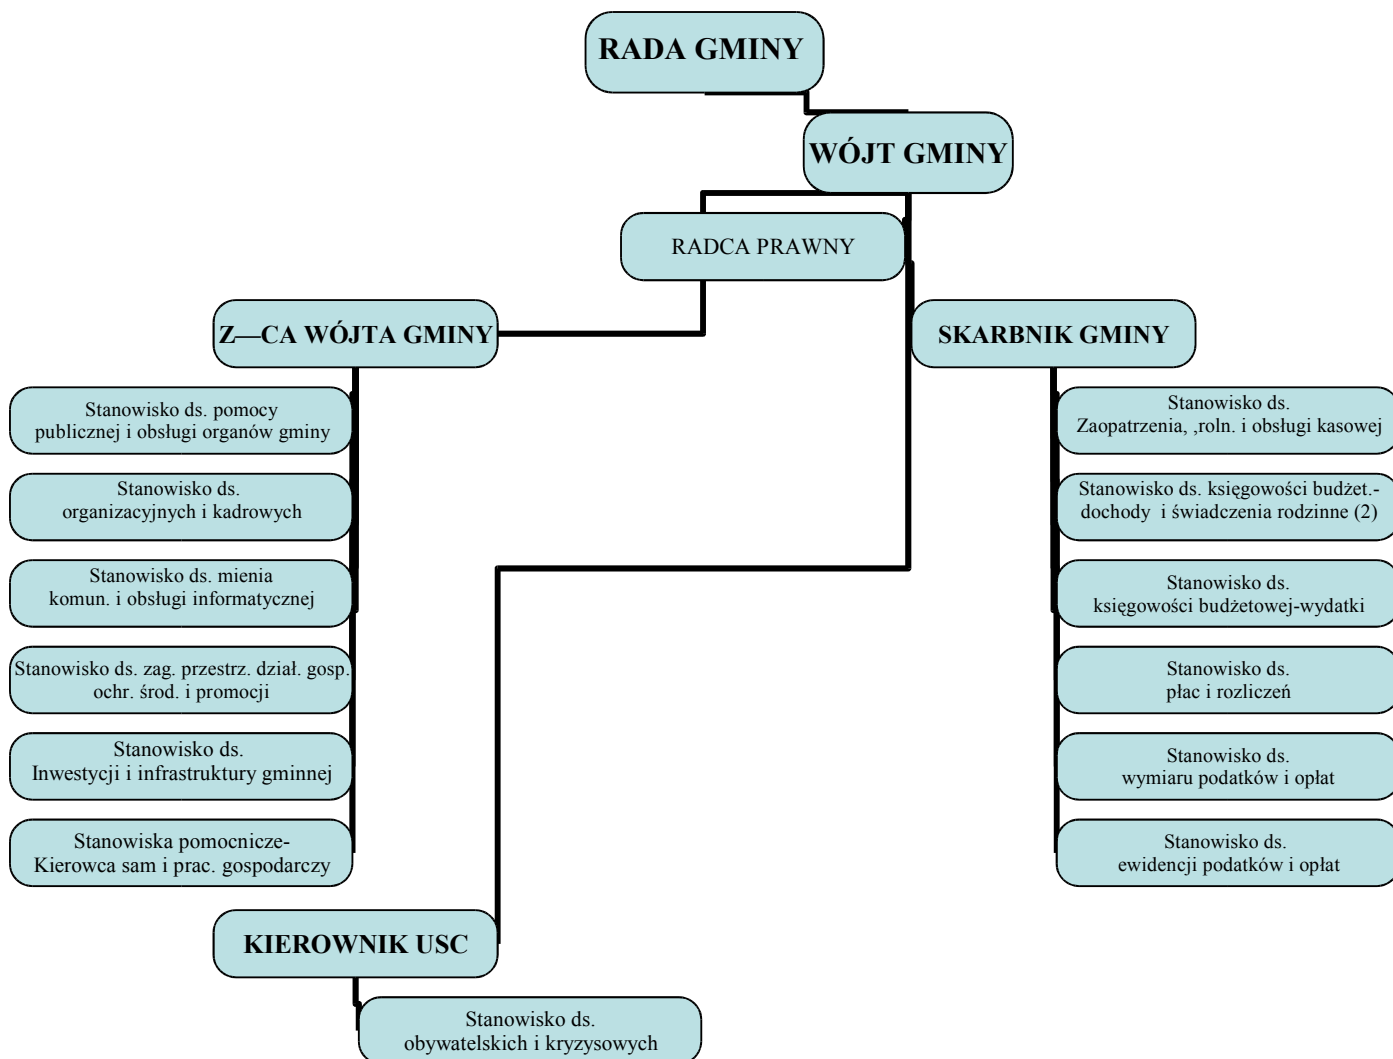 RADA GMINY
WÓJT GMINY
RADCA PRAWNY
Z—CA WÓJTA GMINY
SKARBNIK GMINY
Stanowisko ds. pomocy
publicznej i obsługi organów gminy
Stanowisko ds.
organizacyjnych i kadrowych
Stanowisko ds. mienia
komun. i obsługi informatycznej
Stanowisko ds. zag. przestrz. dział. gosp.
ochr. środ. i promocji
Stanowisko ds.
Inwestycji i infrastruktury gminnej
Stanowiska pomocnicze-
Kierowca sam i prac. gospodarczy
Stanowisko ds.
Zaopatrzenia, ,roln. i obsługi kasowej
Stanowisko ds. księgowości budżet.-
dochody  i świadczenia rodzinne (2)
Stanowisko ds.
księgowości budżetowej-wydatki
Stanowisko ds.
płac i rozliczeń
Stanowisko ds.
wymiaru podatków i opłat
Stanowisko ds.
ewidencji podatków i opłat
KIEROWNIK USC
Stanowisko ds.
obywatelskich i kryzysowych